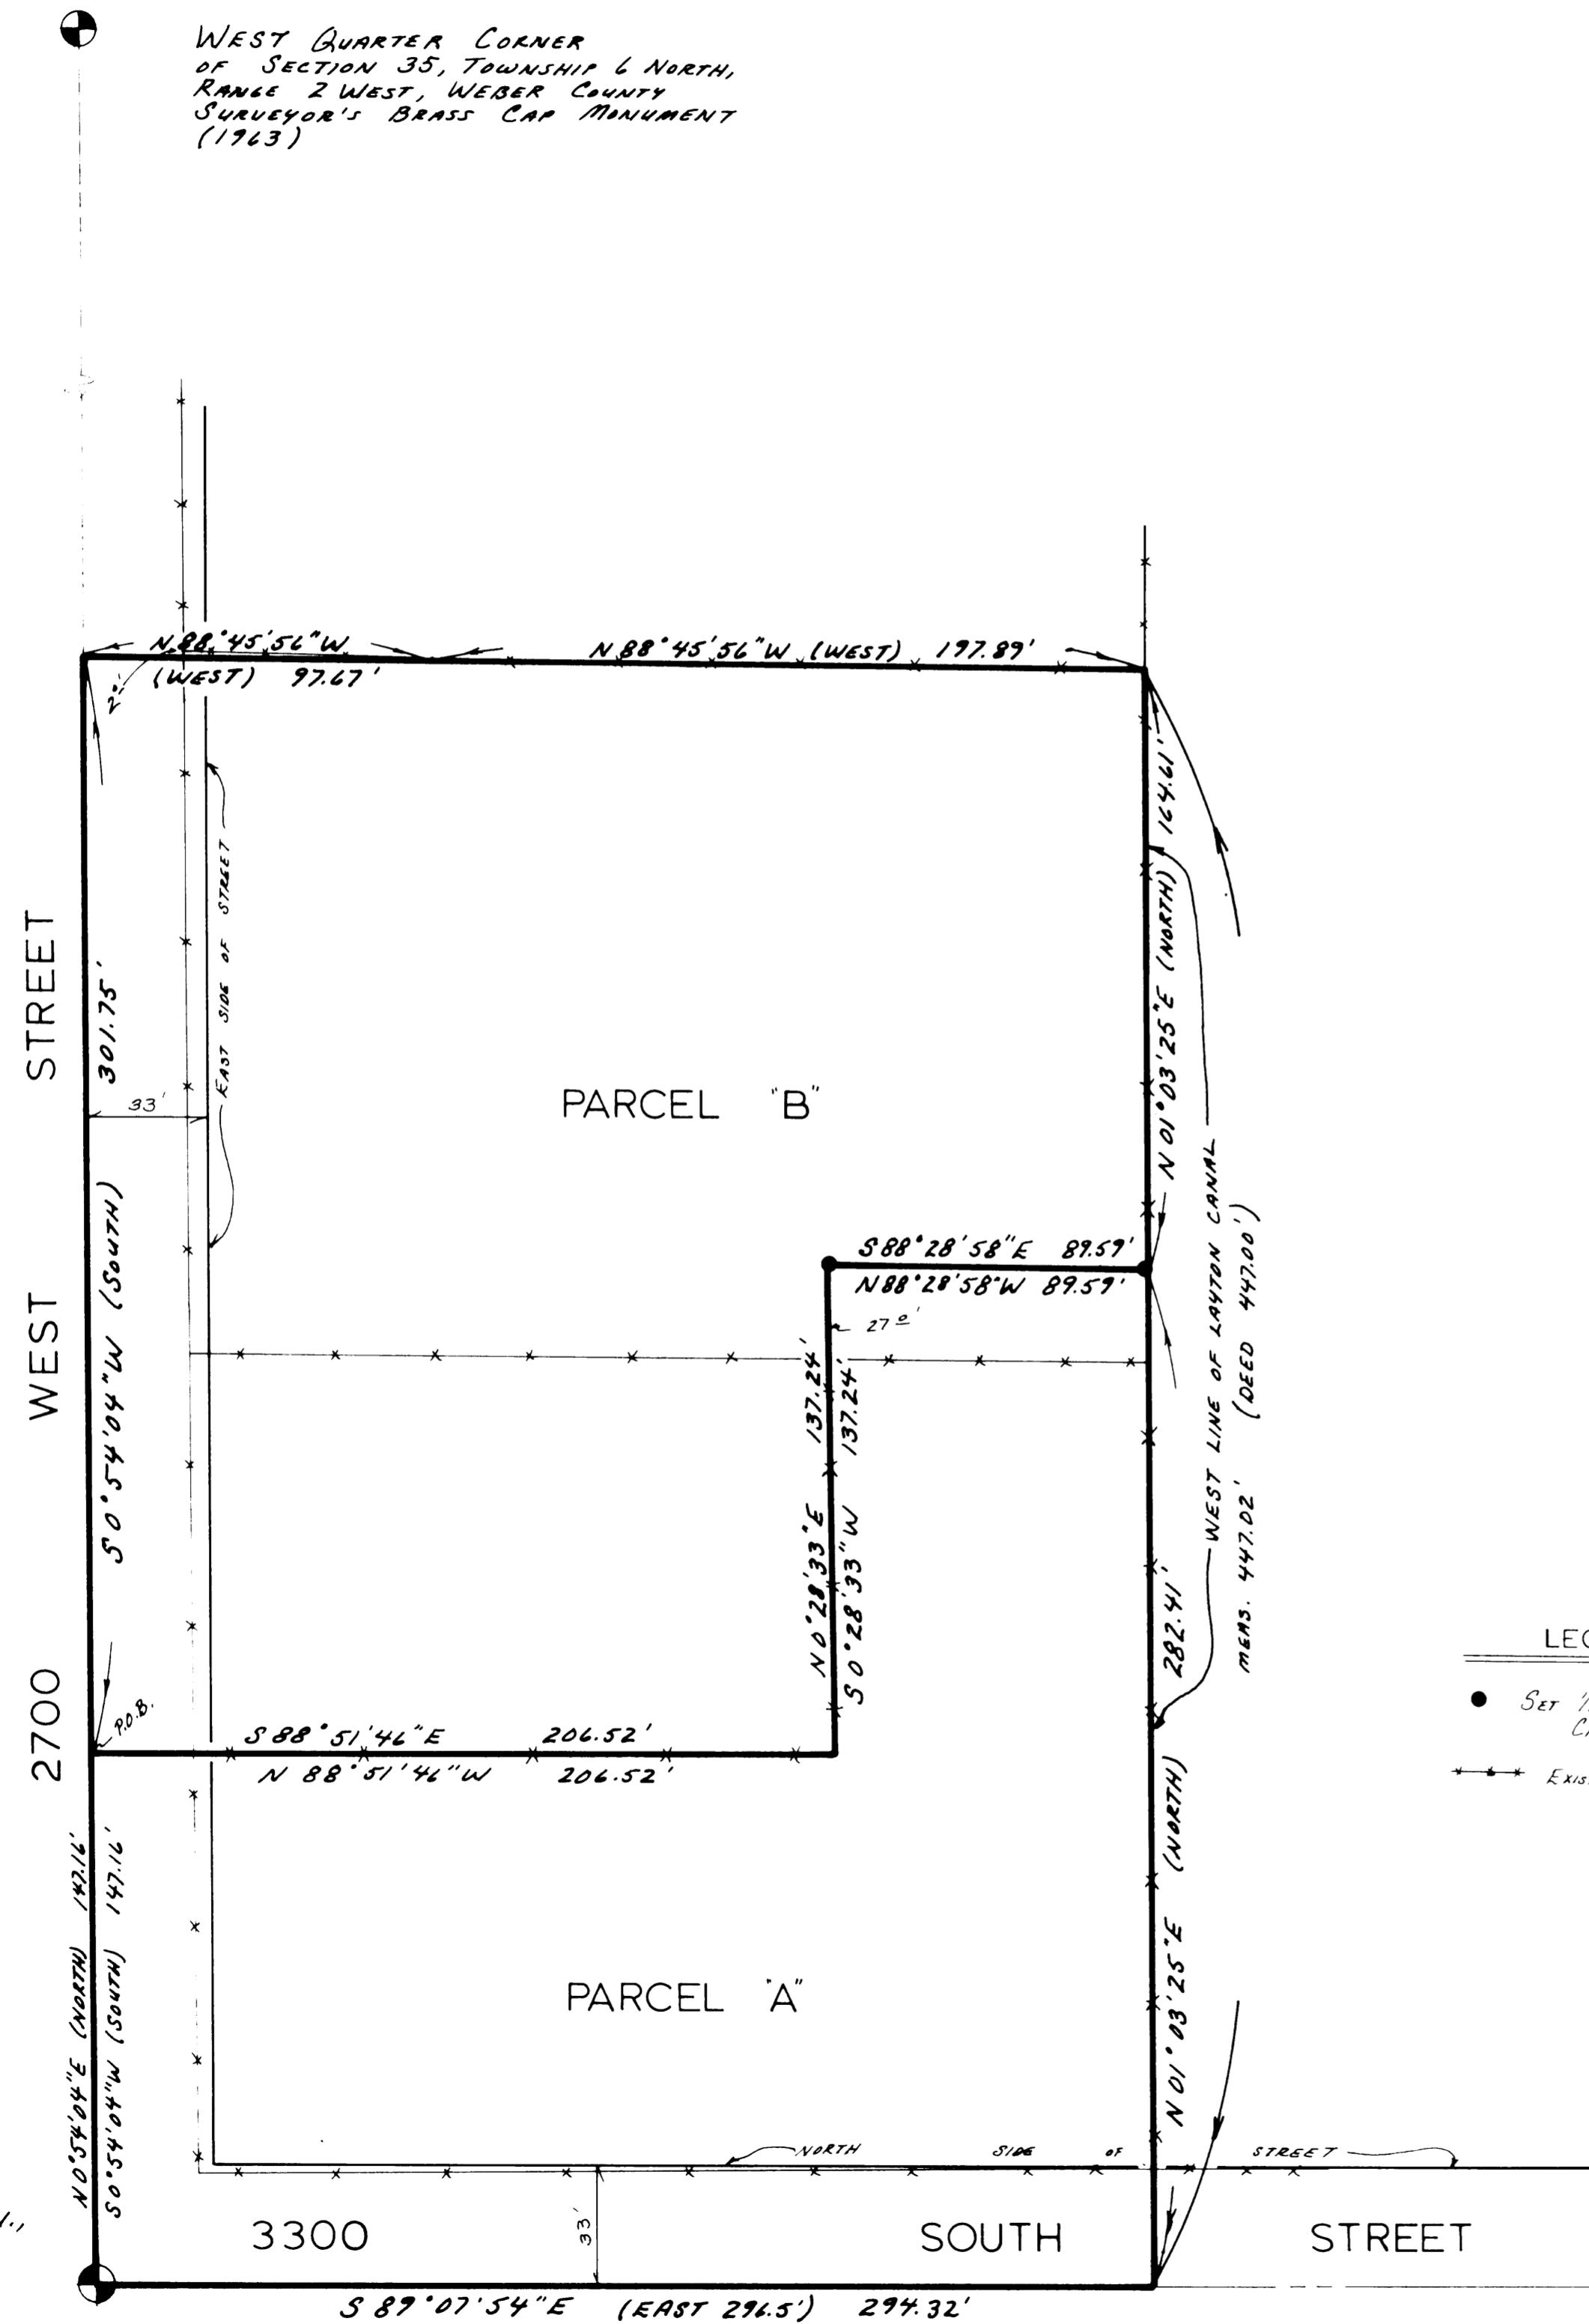 WEST QUARTER CORNER
OF SECTION 35, TOWNSHIP 6 NORTH,
RANGE 2 WEST, WEBER COUNTY
SURVEYOR'S BRASS CAP MONUMENT
(1963)
N 88°45'56"W
(WEST) 97.67'
N 88°45'56"W (WEST) 197.89'
N 01°03'25"E (NORTH) 164.61'
EAST SIDE OF STREET
2700 WEST STREET
S 0°54'04"W (SOUTH) 301.75'
33'
PARCEL "B"
WEST LINE OF LAYTON CANAL
MEAS. 447.02' (DEED 447.00')
S 88°28'58"E 89.59'
N 88°28'58"W 89.59'
27º'
N 0°28'33"E 137.24'
S 0°28'33"W 137.24'
P.O.B.
S 88°51'46"E 206.52'
N 88°51'46"W 206.52'
N 01°03'25"E (NORTH) 282.41'
SET
N 0°54'04"E (NORTH) 147.16'
S 0°54'04"W (SOUTH) 147.16'
PARCEL "A"
NORTH SIDE OF STREET
33'
3300 SOUTH STREET
S 89°07'54"E (EAST 296.5') 294.32'